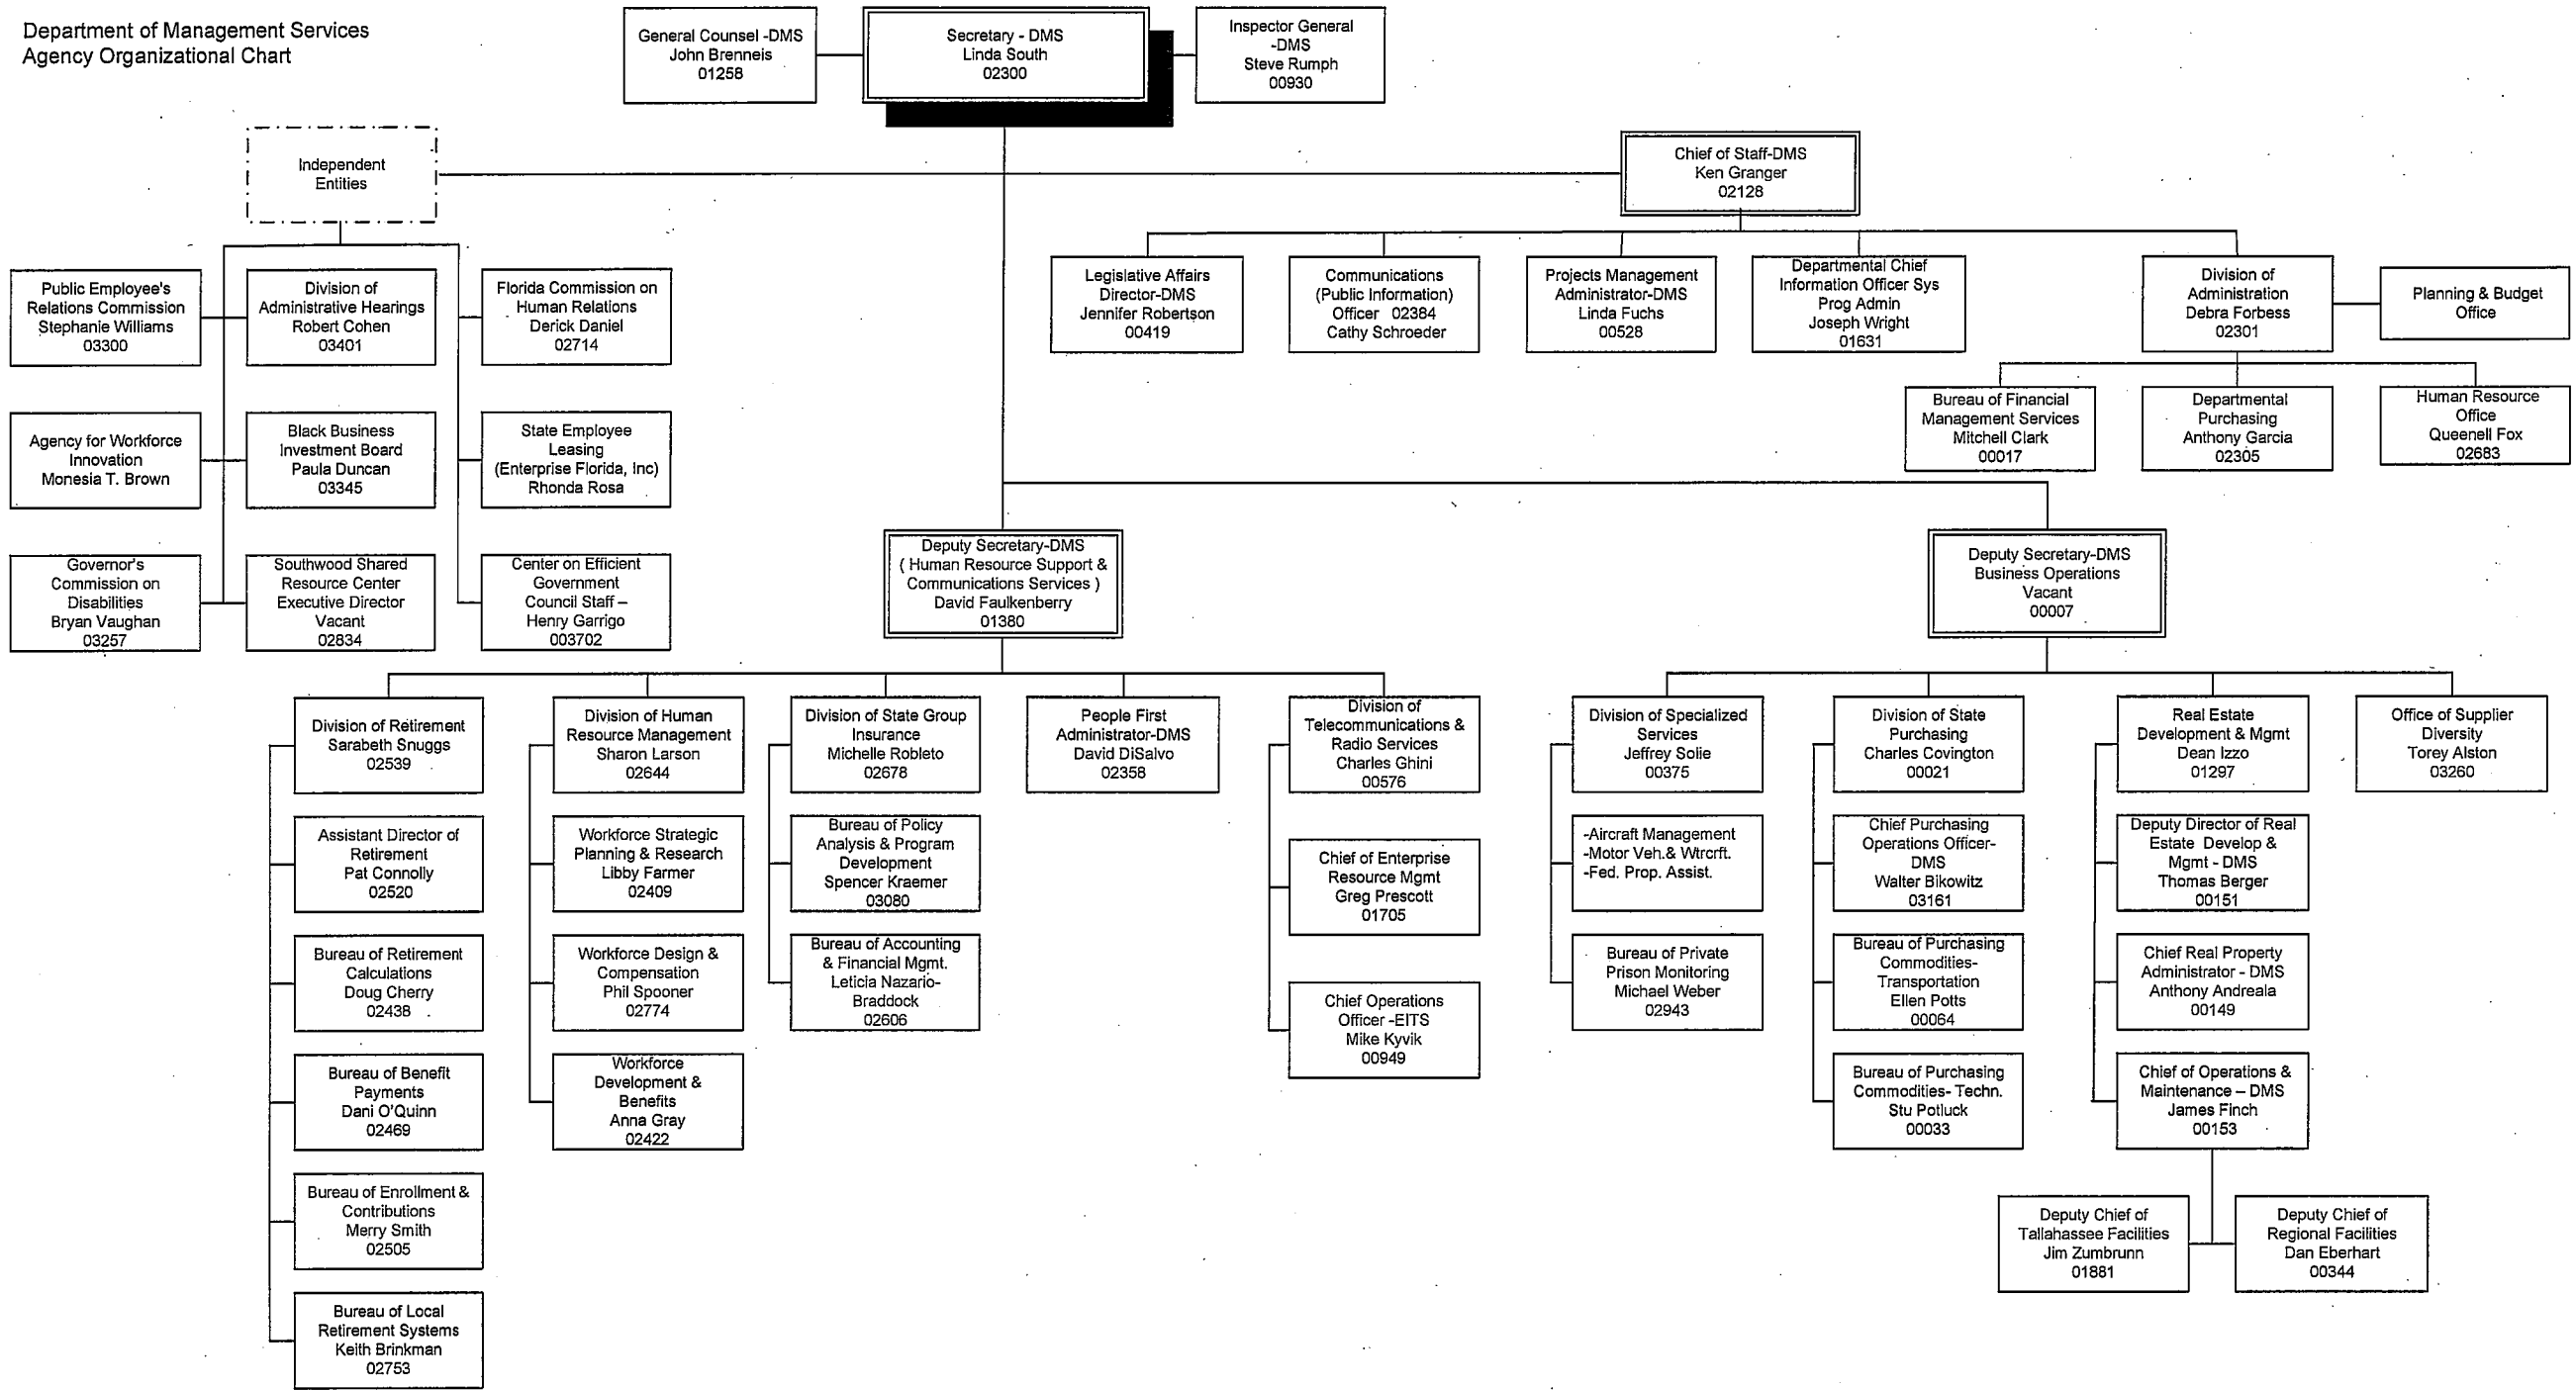 Department of Management Services
Agency Organizational Chart
General Counsel -DMS
John Brenneis
01258
Secretary - DMS
Linda South
02300
Inspector General
-DMS
Steve Rumph
00930
Independent
Entities
Chief of Staff-DMS
Ken Granger
02128
Public Employee's
Relations Commission
Stephanie Williams
03300
Division of
Administrative Hearings
Robert Cohen
03401
Florida Commission on
Human Relations
Derick Daniel
02714
Legislative Affairs
Director-DMS
Jennifer Robertson
00419
Communications
(Public Information)
Officer 02384
Cathy Schroeder
Projects Management
Administrator-DMS
Linda Fuchs
00528
Departmental Chief
Information Officer Sys
Prog Admin
Joseph Wright
01631
Division of
Administration
Debra Forbess
02301
Planning & Budget
Office
Bureau of Financial
Management Services
Mitchell Clark
00017
Departmental
Purchasing
Anthony Garcia
02305
Human Resource
Office
Queenell Fox
02683
Agency for Workforce
Innovation
Monesia T. Brown
Black Business
Investment Board
Paula Duncan
03345
State Employee
Leasing
(Enterprise Florida, Inc)
Rhonda Rosa
Governor's
Commission on
Disabilities
Bryan Vaughan
03257
Southwood Shared
Resource Center
Executive Director
Vacant
02834
Center on Efficient
Government
Council Staff –
Henry Garrigo
003702
Deputy Secretary-DMS
( Human Resource Support &
Communications Services )
David Faulkenberry
01380
Deputy Secretary-DMS
Business Operations
Vacant
00007
Division of Retirement
Sarabeth Snuggs
02539
Division of Human
Resource Management
Sharon Larson
02644
Division of State Group
Insurance
Michelle Robleto
02678
People First
Administrator-DMS
David DiSalvo
02358
Division of
Telecommunications &
Radio Services
Charles Ghini
00576
Division of Specialized
Services
Jeffrey Solie
00375
Division of State
Purchasing
Charles Covington
00021
Real Estate
Development & Mgmt
Dean Izzo
01297
Office of Supplier
Diversity
Torey Alston
03260
Assistant Director of
Retirement
Pat Connolly
02520
Workforce Strategic
Planning & Research
Libby Farmer
02409
Bureau of Policy
Analysis & Program
Development
Spencer Kraemer
03080
Chief of Enterprise
Resource Mgmt
Greg Prescott
01705
-Aircraft Management
-Motor Veh.& Wtrcrft.
-Fed. Prop. Assist.
Chief Purchasing
Operations Officer-
DMS
Walter Bikowitz
03161
Deputy Director of Real
Estate Develop &
Mgmt - DMS
Thomas Berger
00151
Bureau of Retirement
Calculations
Doug Cherry
02438
Workforce Design &
Compensation
Phil Spooner
02774
Bureau of Accounting
& Financial Mgmt.
Leticia Nazario-
Braddock
02606
Chief Operations
Officer -EITS
Mike Kyvik
00949
Bureau of Private
Prison Monitoring
Michael Weber
02943
Bureau of Purchasing
Commodities-
Transportation
Ellen Potts
00064
Chief Real Property
Administrator - DMS
Anthony Andreala
00149
Bureau of Benefit
Payments
Dani O'Quinn
02469
Workforce
Development &
Benefits
Anna Gray
02422
Bureau of Purchasing
Commodities- Techn.
Stu Potluck
00033
Chief of Operations &
Maintenance – DMS
James Finch
00153
Bureau of Enrollment &
Contributions
Merry Smith
02505
Deputy Chief of
Tallahassee Facilities
Jim Zumbrunn
01881
Deputy Chief of
Regional Facilities
Dan Eberhart
00344
Bureau of Local
Retirement Systems
Keith Brinkman
02753